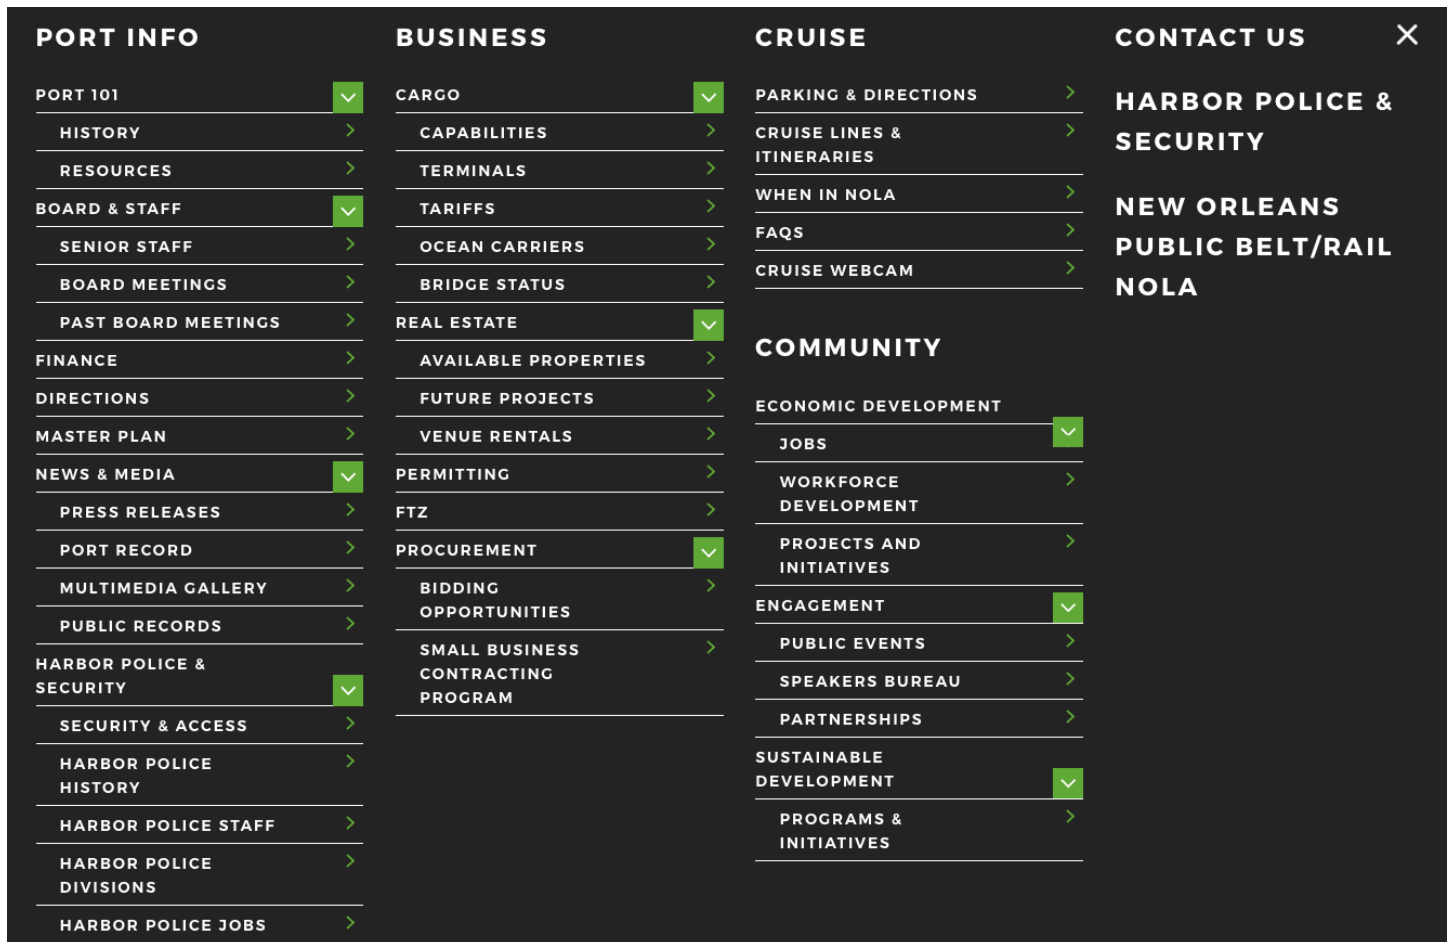 PORT INFO
PORT 101
HISTORY
RESOURCES
BOARD & STAFF
SENIOR STAFF
BOARD MEETINGS
PAST BOARD MEETINGS
FINANCE
DIRECTIONS
MASTER PLAN
NEWS & MEDIA
PRESS RELEASES
PORT RECORD
MULTIMEDIA GALLERY
PUBLIC RECORDS
HARBOR POLICE &
SECURITY
SECURITY & ACCESS
HARBOR POLICE
HISTORY
HARBOR POLICE STAFF
HARBOR POLICE
DIVISIONS
HARBOR POLICE JOBS
BUSINESS
CARGO
CAPABILITIES
TERMINALS
TARIFFS
OCEAN CARRIERS
BRIDGE STATUS
REAL ESTATE
AVAILABLE PROPERTIES
FUTURE PROJECTS
VENUE RENTALS
PERMITTING
FTZ
PROCUREMENT
BIDDING
OPPORTUNITIES
SMALL BUSINESS
CONTRACTING
PROGRAM
CRUISE
PARKING & DIRECTIONS
CRUISE LINES &
ITINERARIES
WHEN IN NOLA
FAQS
CRUISE WEBCAM
COMMUNITY
ECONOMIC DEVELOPMENT
JOBS
WORKFORCE
DEVELOPMENT
PROJECTS AND
INITIATIVES
ENGAGEMENT
PUBLIC EVENTS
SPEAKERS BUREAU
PARTNERSHIPS
SUSTAINABLE
DEVELOPMENT
PROGRAMS &
INITIATIVES
CONTACT US
HARBOR POLICE &
SECURITY
NEW ORLEANS
PUBLIC BELT/RAIL
NOLA